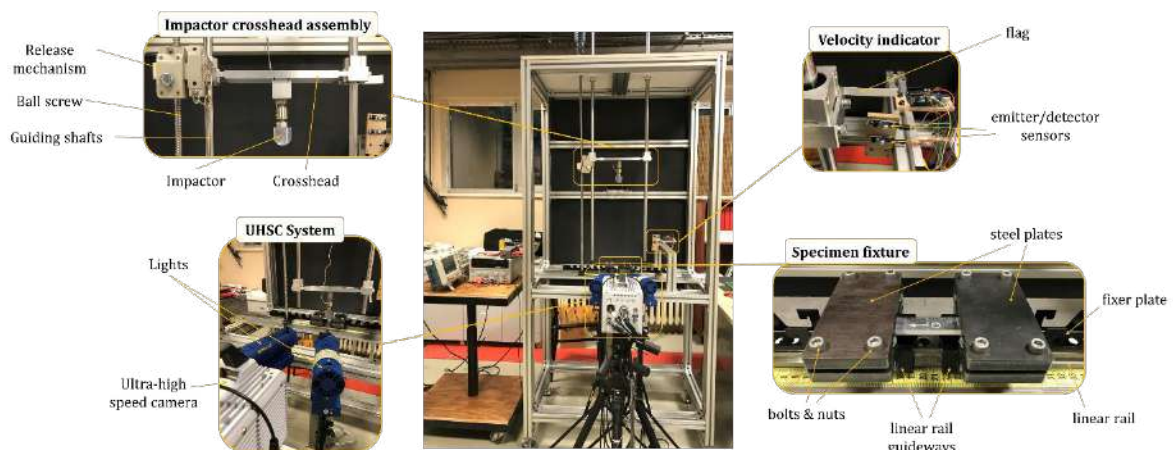 Impactor crosshead assembly
Release
mechanism
Ball screw
Guiding shafts
Impactor
Crosshead
Velocity indicator
flag
emitter/detector
sensors
UHSC System
Lights
Ultra-high
speed camera
Specimen fixture
steel plates
fixer plate
bolts & nuts
linear rail
guideways
linear rail